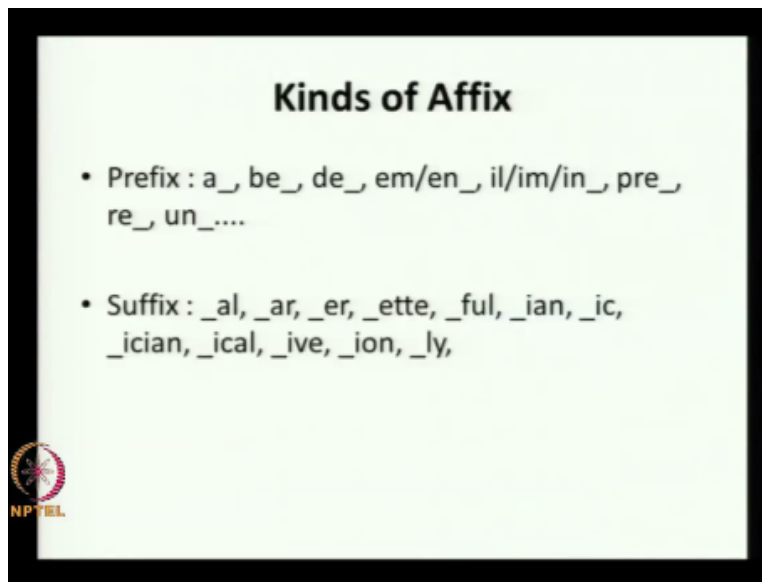 Kinds of Affix
• Prefix : a_, be_, de_, em/en_, il/im/in_, pre_,
re_, un_....
• Suffix : _al, _ar, _er, _ette, _ful, _ian, _ic,
_ician, _ical, _ive, _ion, _ly,
NPTEL